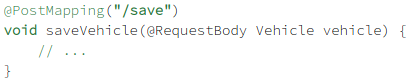 @PostMapping("/save")
void saveVehicle(@RequestBody Vehicle vehicle) {
    // ...
}